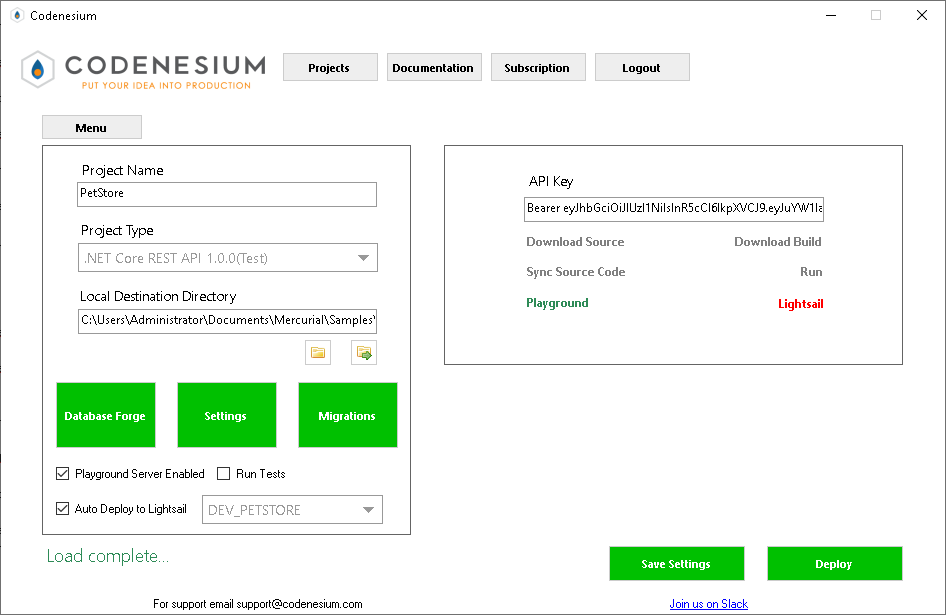 Codenesium
CODENESIUM
PUT YOUR IDEA INTO PRODUCTION
Projects
Documentation
Subscription
Logout
Menu
Project Name
PetStore
Project Type
.NET Core REST API 1.0.0(Test)
Local Destination Directory
C:\Users\Administrator\Documents\Mercurial\Samples\
Database Forge
Settings
Migrations
Playground Server Enabled
Run Tests
Auto Deploy to Lightsail
DEV_PETSTORE
API Key
Bearer
Download Source
Download Build
Sync Source Code
Run
Playground
Lightsail
Load complete...
Save Settings
Deploy
For support email support@codenesium.com
Join us on Slack